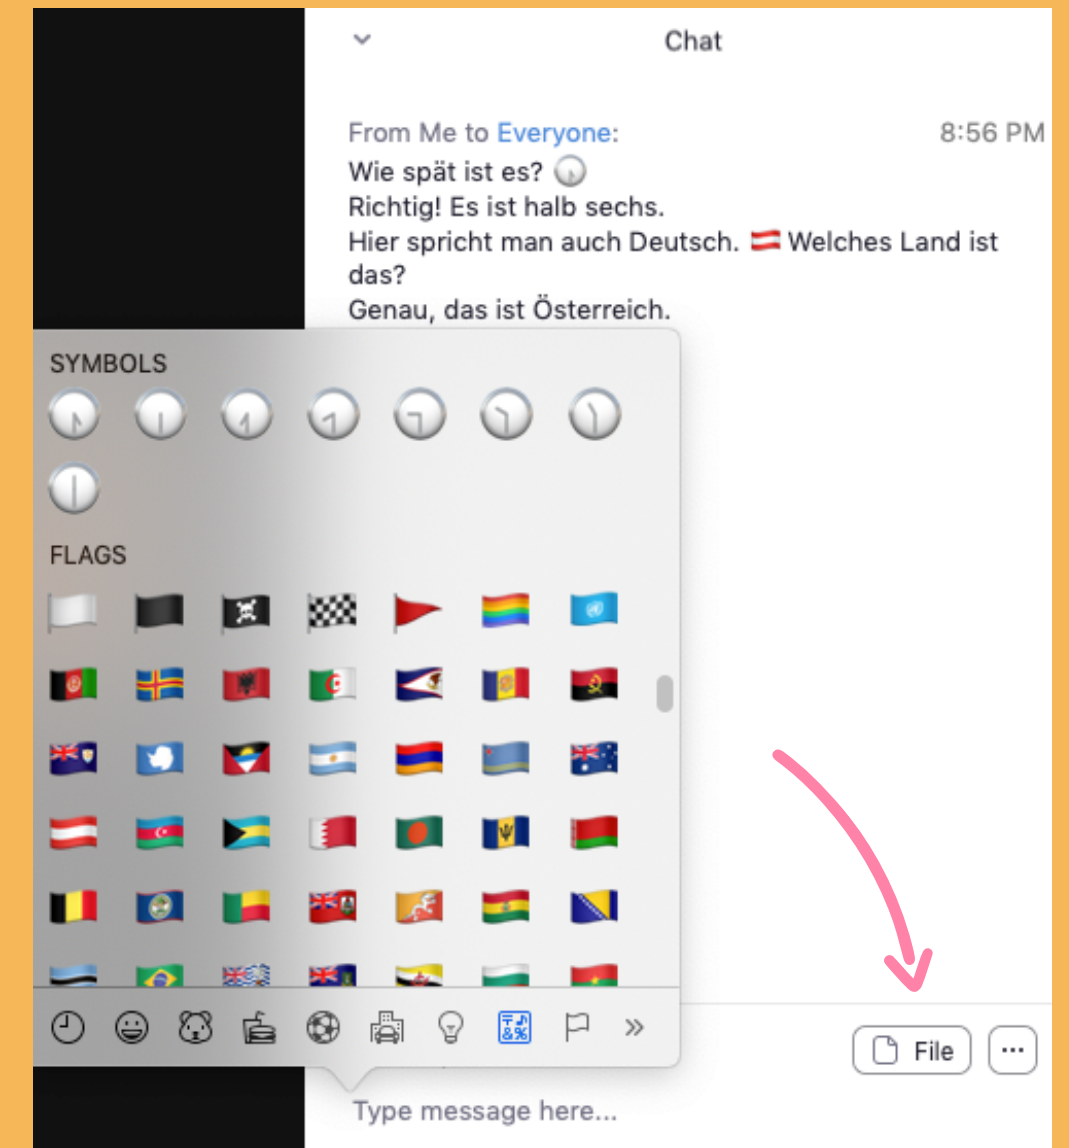 Chat
From Me to Everyone:
8:56 PM
Wie spät ist es?
Richtig! Es ist halb sechs.
Hier spricht man auch Deutsch. Welches Land ist
das?
Genau, das ist Österreich.
SYMBOLS
FLAGS
File
Type message here...